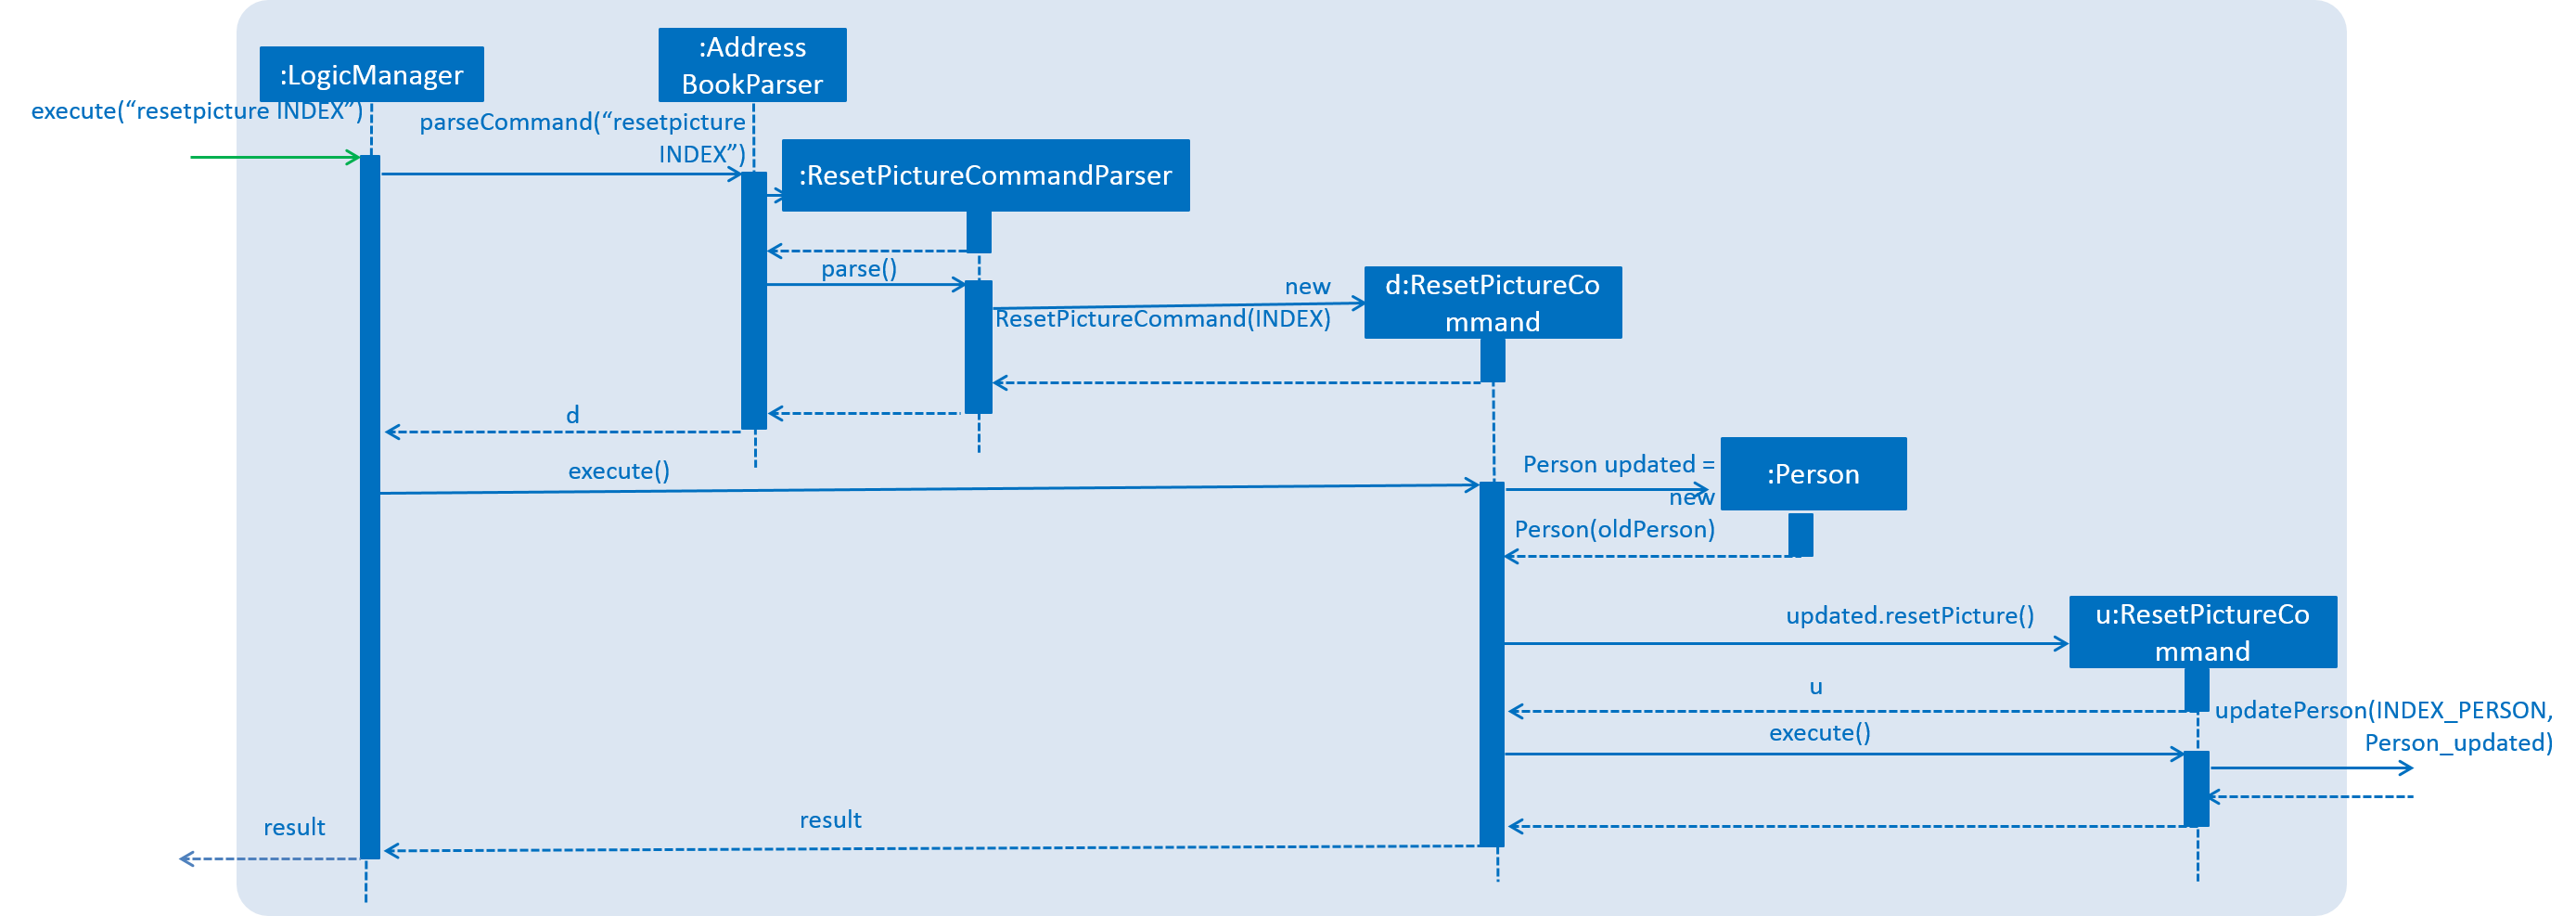 :LogicManager
:Address
BookParser
execute(“resetpicture INDEX”)
parseCommand(“resetpicture
INDEX”)
:ResetPictureCommandParser
parse()
new
ResetPictureCommand(INDEX)
d:ResetPictureCo
mmand
d
execute()
Person updated =
new
Person(oldPerson)
:Person
updated.resetPicture()
u:ResetPictureCo
mmand
u
updatePerson(INDEX_PERSON,
Person_updated)
execute()
result
result